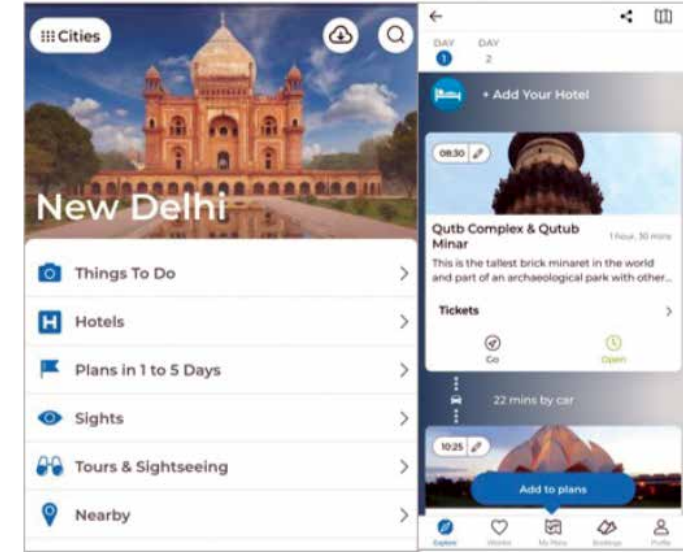 Cities
New Delhi
Things To Do
Hotels
Plans in 1 to 5 Days
Sights
Tours & Sightseeing
Nearby
DAY DAY
1 2
+ Add Your Hotel
08:30
Qutb Complex & Qutub
Minar
1 hour, 30 mins
This is the tallest brick minaret in the world
and part of an archaeological park with other...
Tickets
Go Open
22 mins by car
10:25
Add to plans
Explore Wishlist My Plans Bookings Profile